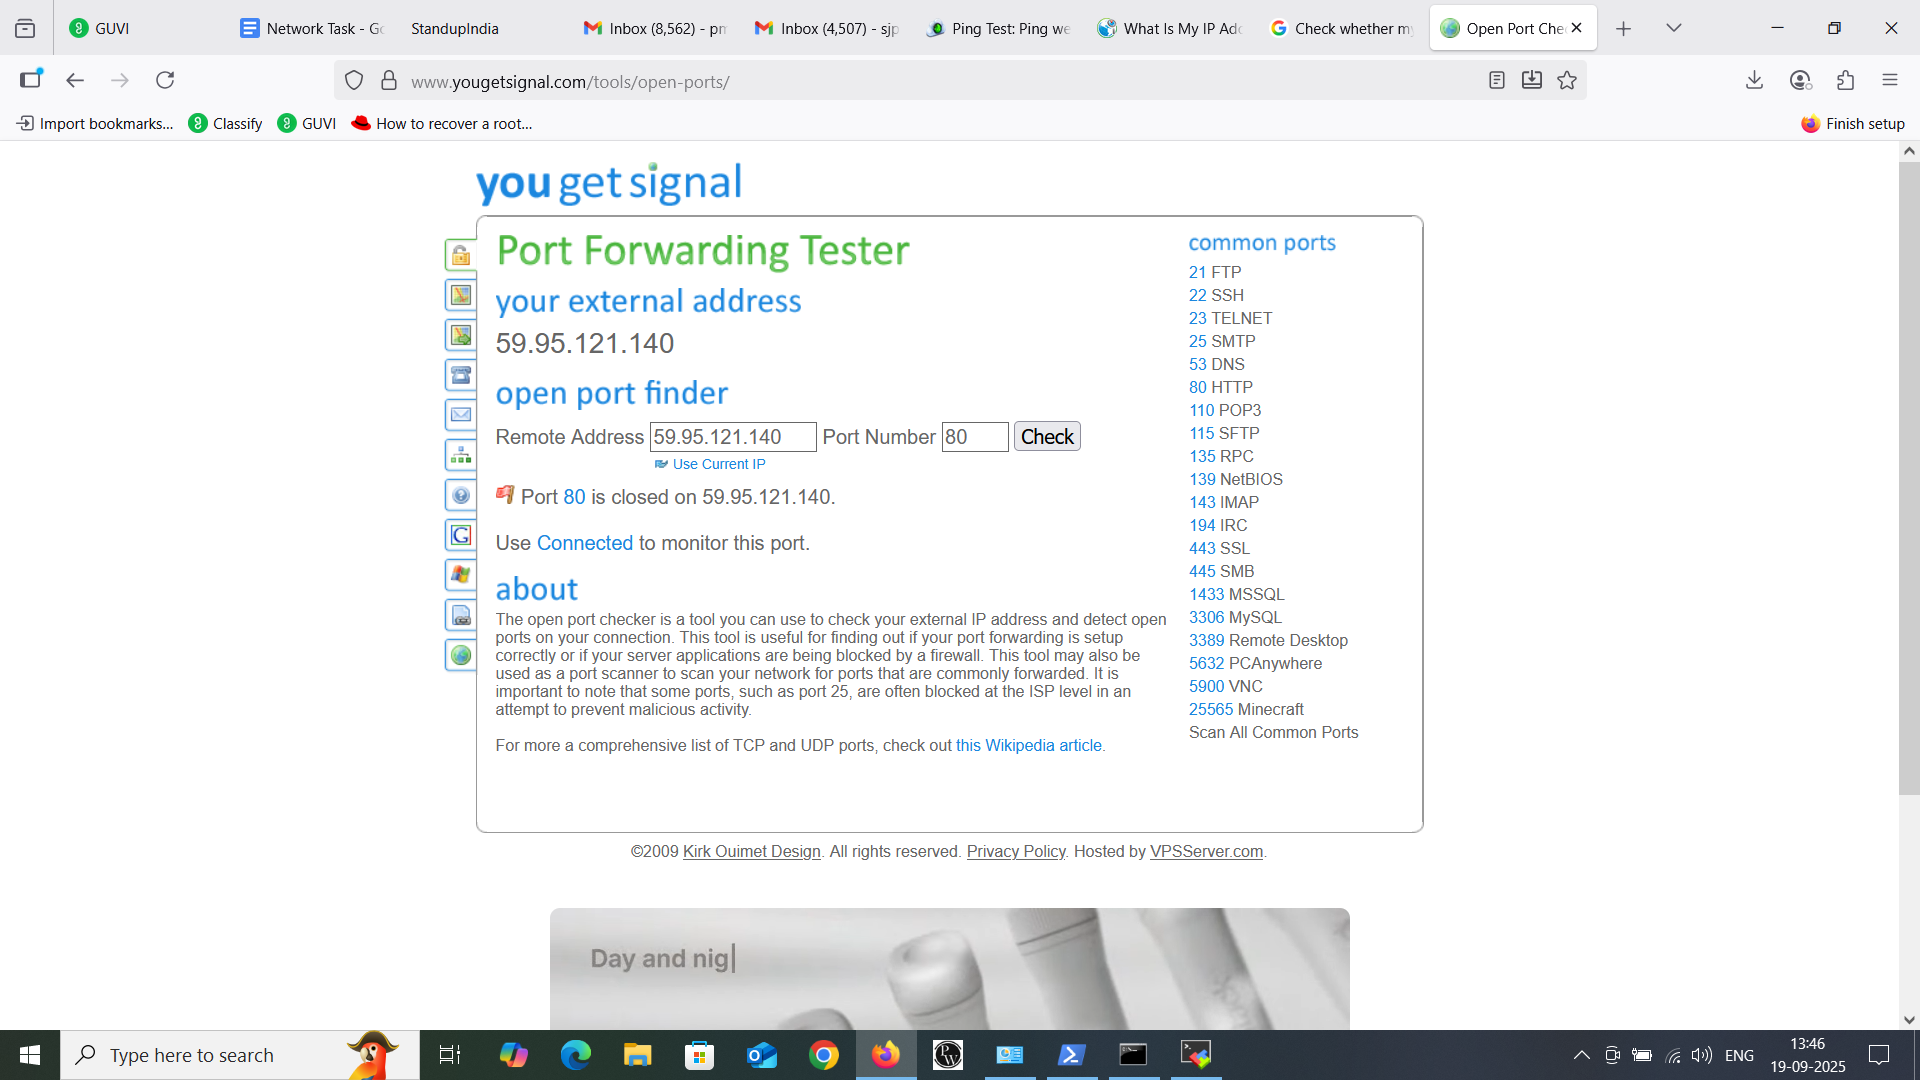 GUVI
Network Task - Go
StandupIndia
Inbox (8,562) - pm
Inbox (4,507) - sjp
Ping Test: Ping we
What Is My IP Add
Check whether my
Open Port Che
www.yougetsignal.com/tools/open-ports/
Import bookmarks...
Classify
GUVI
How to recover a root...
Finish setup
you get signal
Port Forwarding Tester
your external address
59.95.121.140
open port finder
Remote Address 59.95.121.140 Port Number 80 Check
Use Current IP
Port 80 is closed on 59.95.121.140.
Use Connected to monitor this port.
about
The open port checker is a tool you can use to check your external IP address and detect open
ports on your connection. This tool is useful for finding out if your port forwarding is setup
correctly or if your server applications are being blocked by a firewall. This tool may also be
used as a port scanner to scan your network for ports that are commonly forwarded. It is
important to note that some ports, such as port 25, are often blocked at the ISP level in an
attempt to prevent malicious activity.
For more a comprehensive list of TCP and UDP ports, check out this Wikipedia article.
common ports
21 FTP
22 SSH
23 TELNET
25 SMTP
53 DNS
80 HTTP
110 POP3
115 SFTP
135 RPC
139 NetBIOS
143 IMAP
194 IRC
443 SSL
445 SMB
1433 MSSQL
3306 MySQL
3389 Remote Desktop
5632 PCAnywhere
5900 VNC
25565 Minecraft
Scan All Common Ports
©2009 Kirk Ouimet Design. All rights reserved. Privacy Policy. Hosted by VPSServer.com.
Day and nig
Type here to search
ENG
13:46
19-09-2025